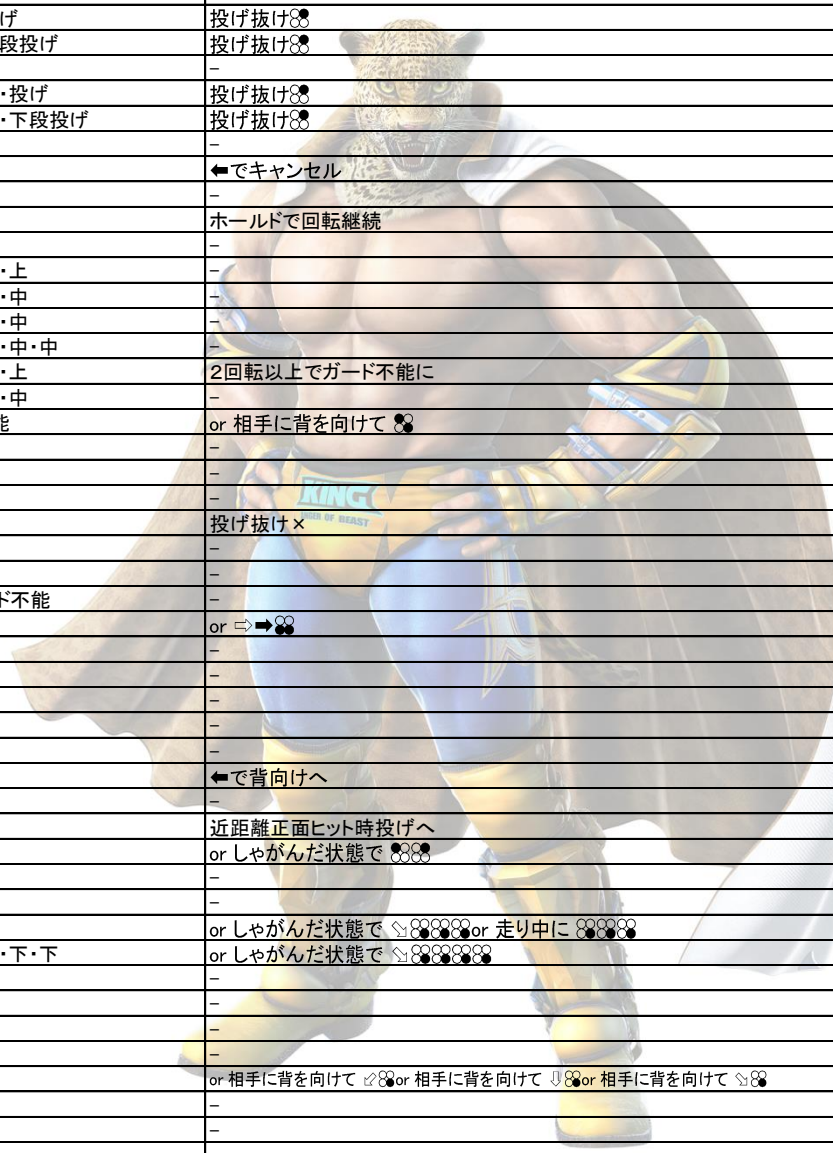 げ 投げ抜け
段投げ 投げ抜け
-
・投げ 投げ抜け
・下段投げ 投げ抜け
-
⬅でキャンセル
-
ホールドで回転継続
-
・上 -
・中 -
・中 -
・中・中 -
・上 2回転以上でガード不能に
・中 -
能 or 相手に背を向けて
-
-
-
KING
投げ抜け×
-
-
ド不能 -
or ⇨➡
-
-
-
-
-
⬅で背向けへ
-
近距離正面ヒット時投げへ
or しゃがんだ状態で
-
-
or しゃがんだ状態で ⬂ or 走り中に
・下・下 or しゃがんだ状態で ⬂
-
-
-
-
or 相手に背を向けて ⬃ or 相手に背を向けて ⇩ or 相手に背を向けて ⬂
-
-